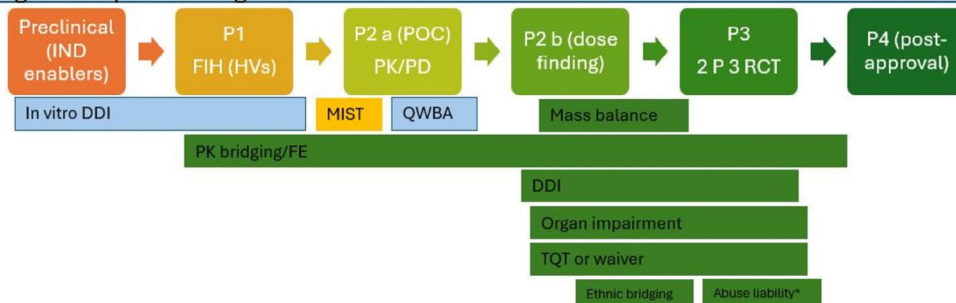 Preclinical
(IND
enablers)
P1
FIH (HVs)
P2 a (POC)
PK/PD
P2 b (dose
finding)
P3
2 P 3 RCT
P4 (post-
approval)
In vitro DDI
MIST
QWBA
Mass balance
PK bridging/FE
DDI
Organ impairment
TQT or waiver
Ethnic bridging
Abuse liability*